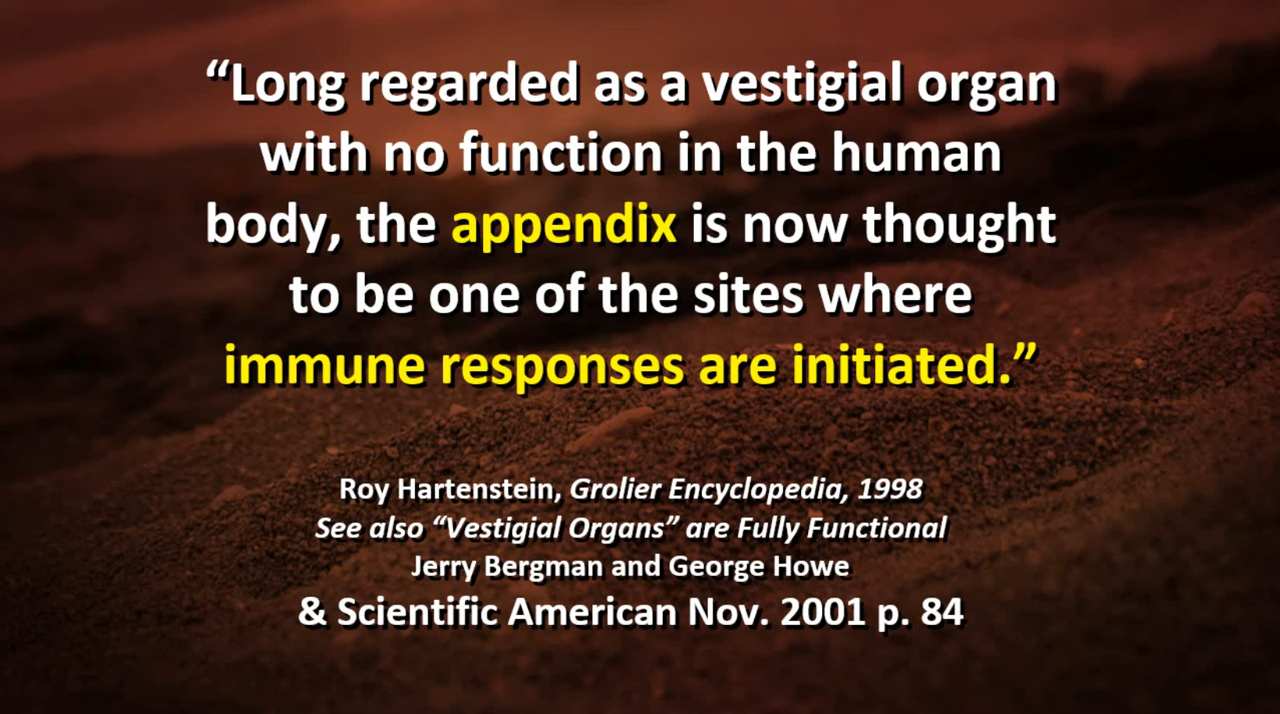 “Long regarded as a vestigial organ
with no function in the human
body, the appendix is now thought
to be one of the sites where
immune responses are initiated.”
Roy Hartenstein, Grolier Encyclopedia, 1998
See also “Vestigial Organs” are Fully Functional
Jerry Bergman and George Howe
& Scientific American Nov. 2001 p. 84